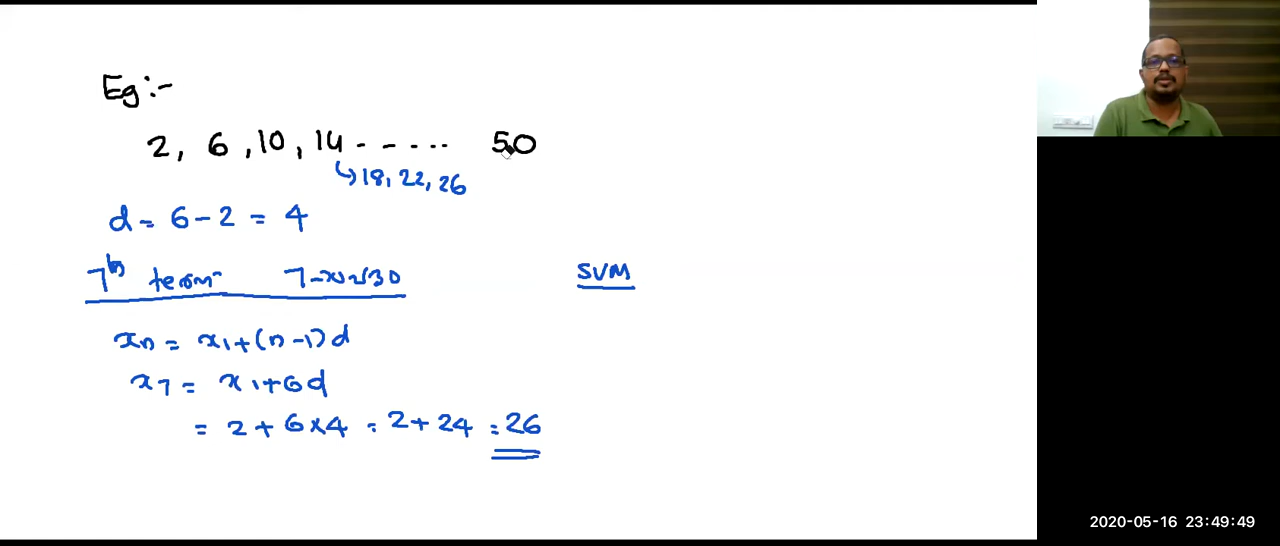 Eg:-
2, 6, 10, 14 - - . . . . 50
↳ 18, 22, 26
d = 6 - 2 = 4
7th term
SUM
xn = x1 + (n-1)d
x7 = x1 + 6d
= 2 + 6×4 = 2 + 24 = 26
2020-05-16 23:49:49